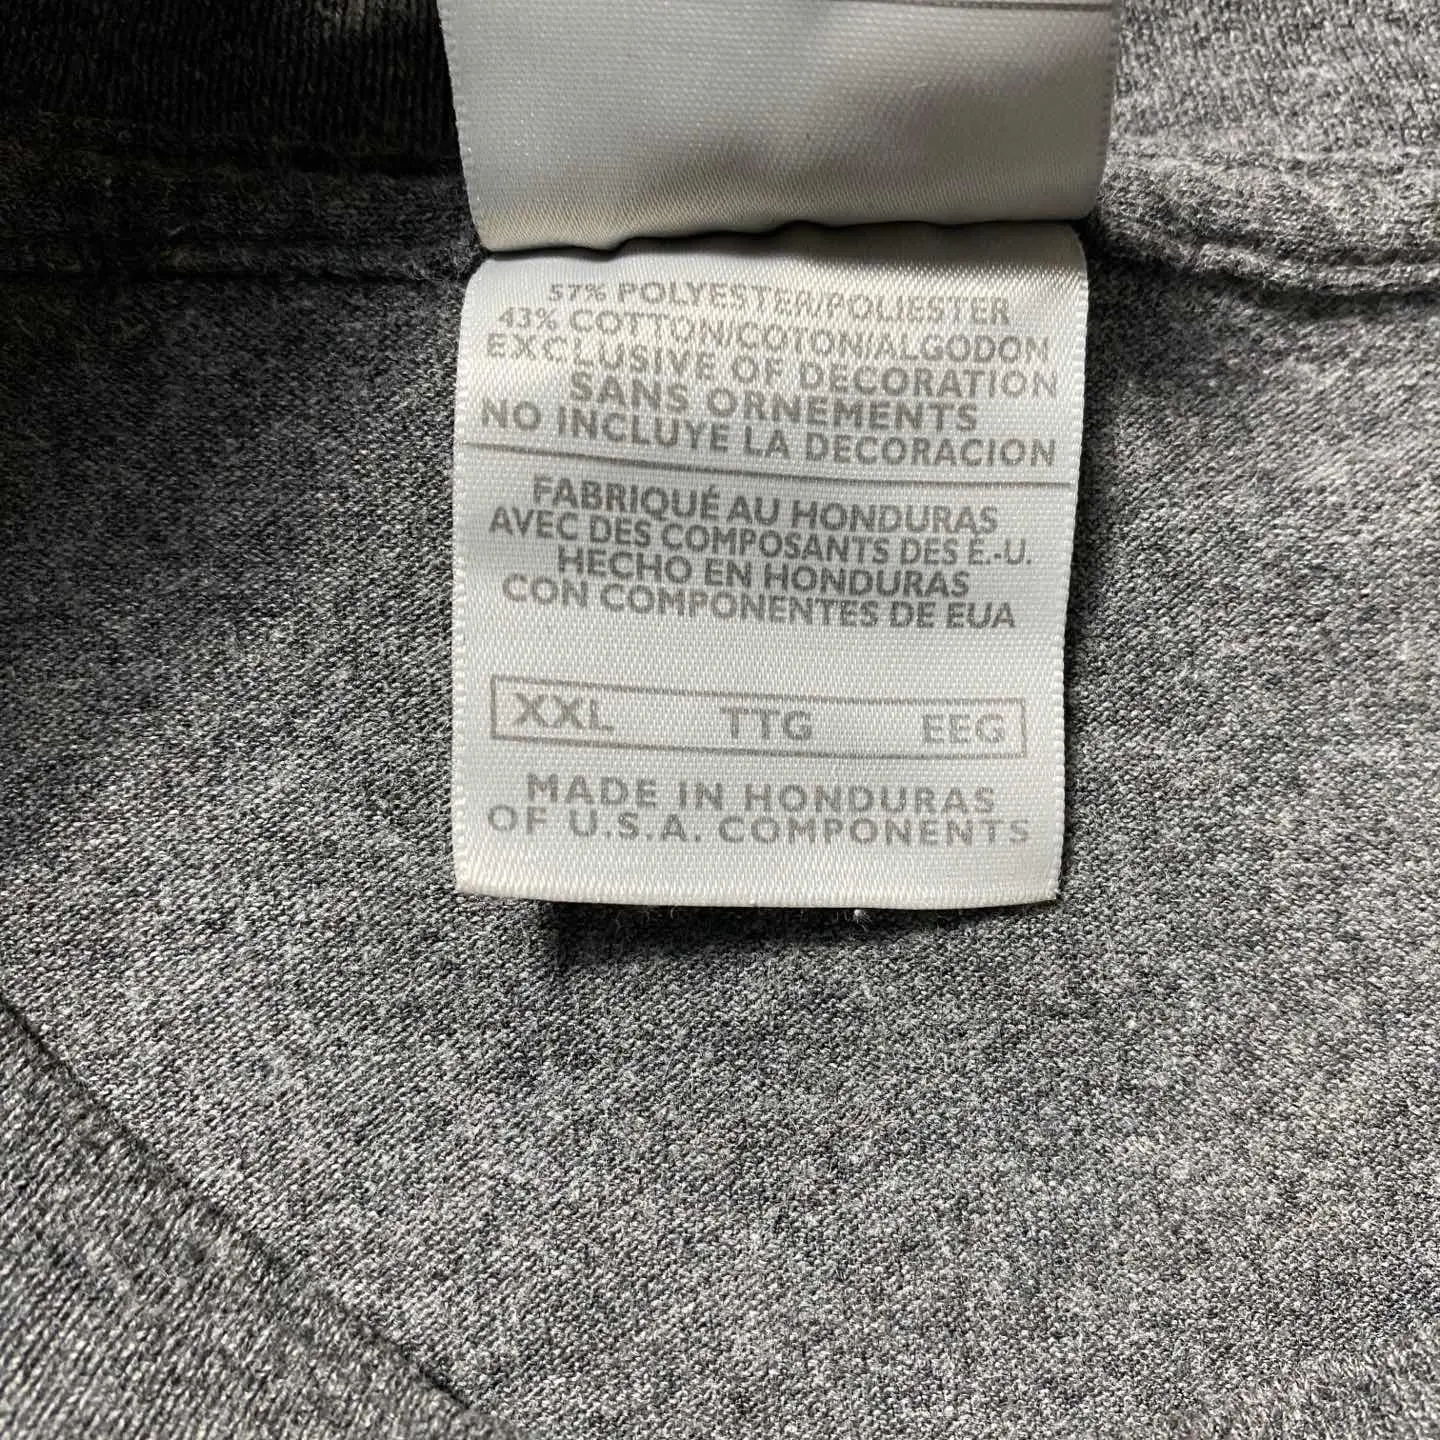 57% POLYESTER/POLIESTER
43% COTTON/COTON/ALGODON
EXCLUSIVE OF DECORATION
SANS ORNEMENTS
NO INCLUYE LA DECORACION
FABRIQUÉ AU HONDURAS
AVEC DES COMPOSANTS DES É.-U.
HECHO EN HONDURAS
CON COMPONENTES DE EUA
XXL TTG EEG
MADE IN HONDURAS
OF U.S.A. COMPONENTS